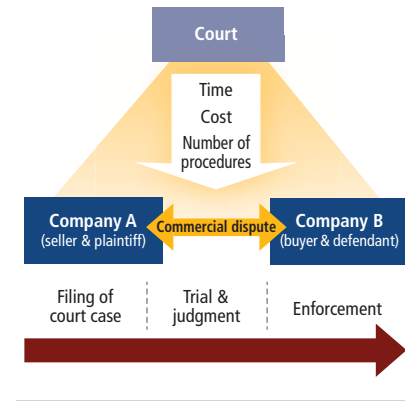 Court
Time
Cost
Number of
procedures
Company A
(seller & plaintiff)
Commercial dispute
Company B
(buyer & defendant)
Filing of
court case
Trial &
judgment
Enforcement